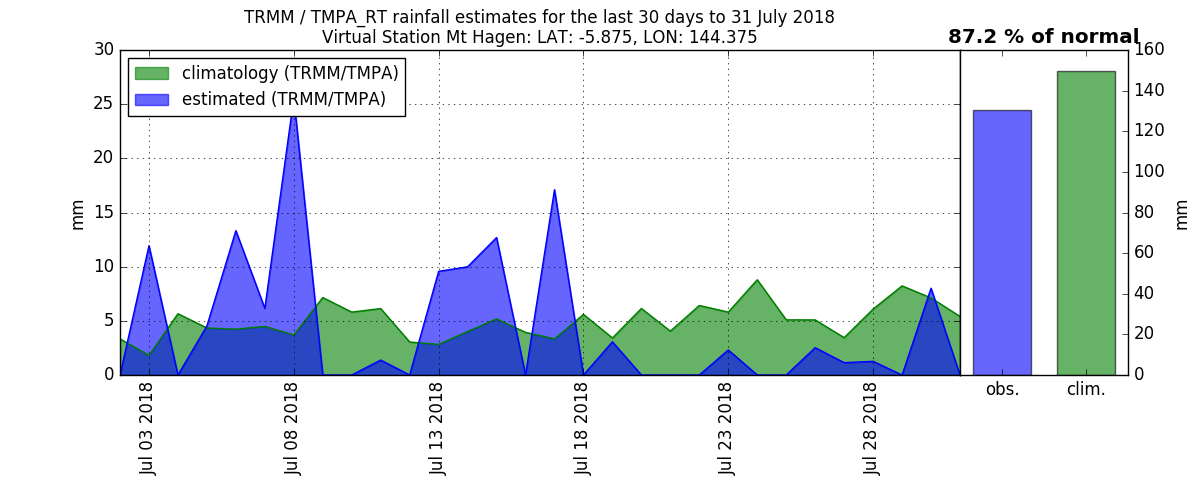 TRMM / TMPA_RT rainfall estimates for the last 30 days to 31 July 2018
Virtual Station Mt Hagen: LAT: -5.875, LON: 144.375
87.2 % of normal
climatology (TRMM/TMPA)
estimated (TRMM/TMPA)
30
25
20
15
10
5
0
mm
Jul 03 2018
Jul 08 2018
Jul 13 2018
Jul 18 2018
Jul 23 2018
Jul 28 2018
160
140
120
100
80
60
40
20
0
mm
obs.
clim.